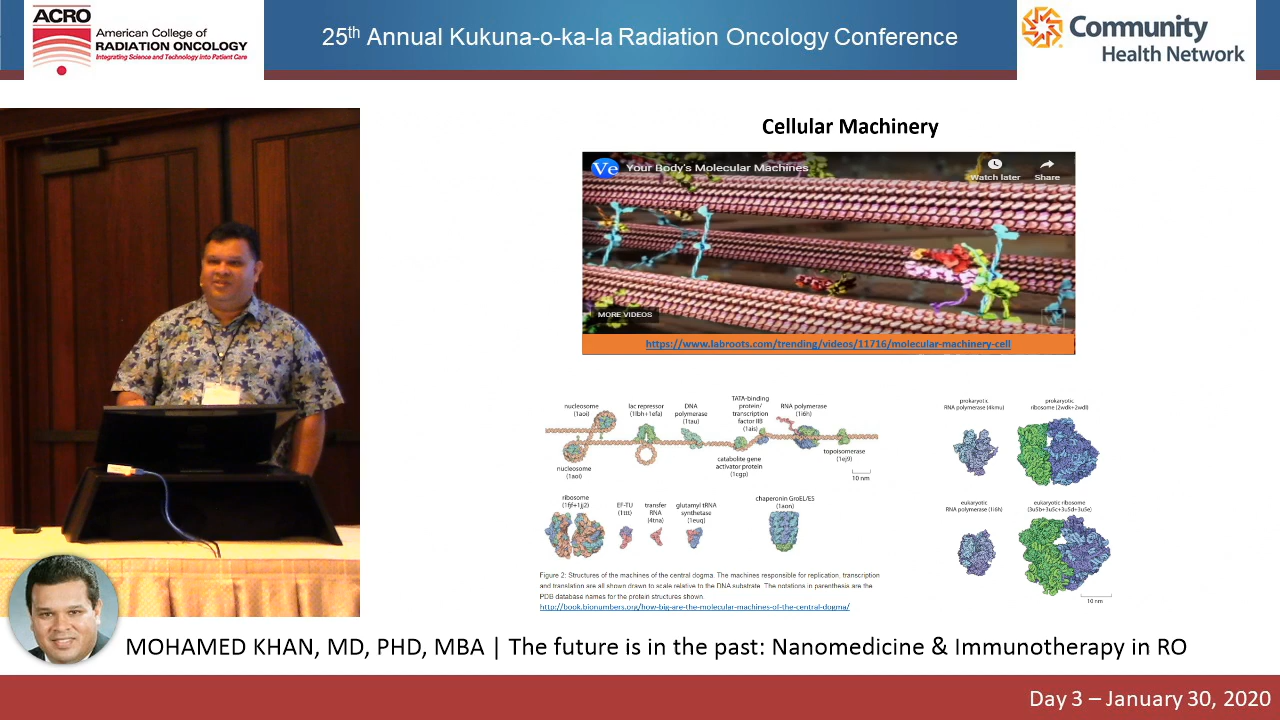 ACRO
American College of
RADIATION ONCOLOGY
Integrating Science and Technology into Patient Care
25th Annual Kukuna-o-ka-la Radiation Oncology Conference
Community
Health Network
Cellular Machinery
Ve
Your Body's Molecular Machines
Watch later
Share
MORE VIDEOS
https://www.labroots.com/trending/videos/11716/molecular-machinery-cell
nucleosome
(1aoi)
lac repressor
(1lbh+1efa)
DNA
polymerase
(1tau)
TATA-binding
protein/
transcription
factor IIB
(1ais)
RNA polymerase
(1i6h)
nucleosome
(1aoi)
catabolite gene
activator protein
(1cgp)
topoisomerase
(1ej9)
10 nm
ribosome
(1fjf+1jj2)
EF-TU
(1ttt)
transfer
RNA
(4tna)
glutamyl tRNA
synthetase
(1euq)
chaperonin GroEL/ES
(1aon)
prokaryotic
RNA polymerase (4kmu)
prokaryotic
ribosome (2wdk+2wdl)
eukaryotic
RNA polymerase (1i6h)
eukaryotic ribosome
(3u5b+3u5c+3u5d+3u5e)
10 nm
Figure 2: Structures of the machines of the central dogma. The machines responsible for replication, transcription
and translation are all shown drawn to scale relative to the DNA substrate. The notations in parenthesis are the
PDB database names for the protein structures shown.
http://book.bionumbers.org/how-big-are-the-molecular-machines-of-the-central-dogma/
MOHAMED KHAN, MD, PHD, MBA | The future is in the past: Nanomedicine & Immunotherapy in RO
Day 3 – January 30, 2020